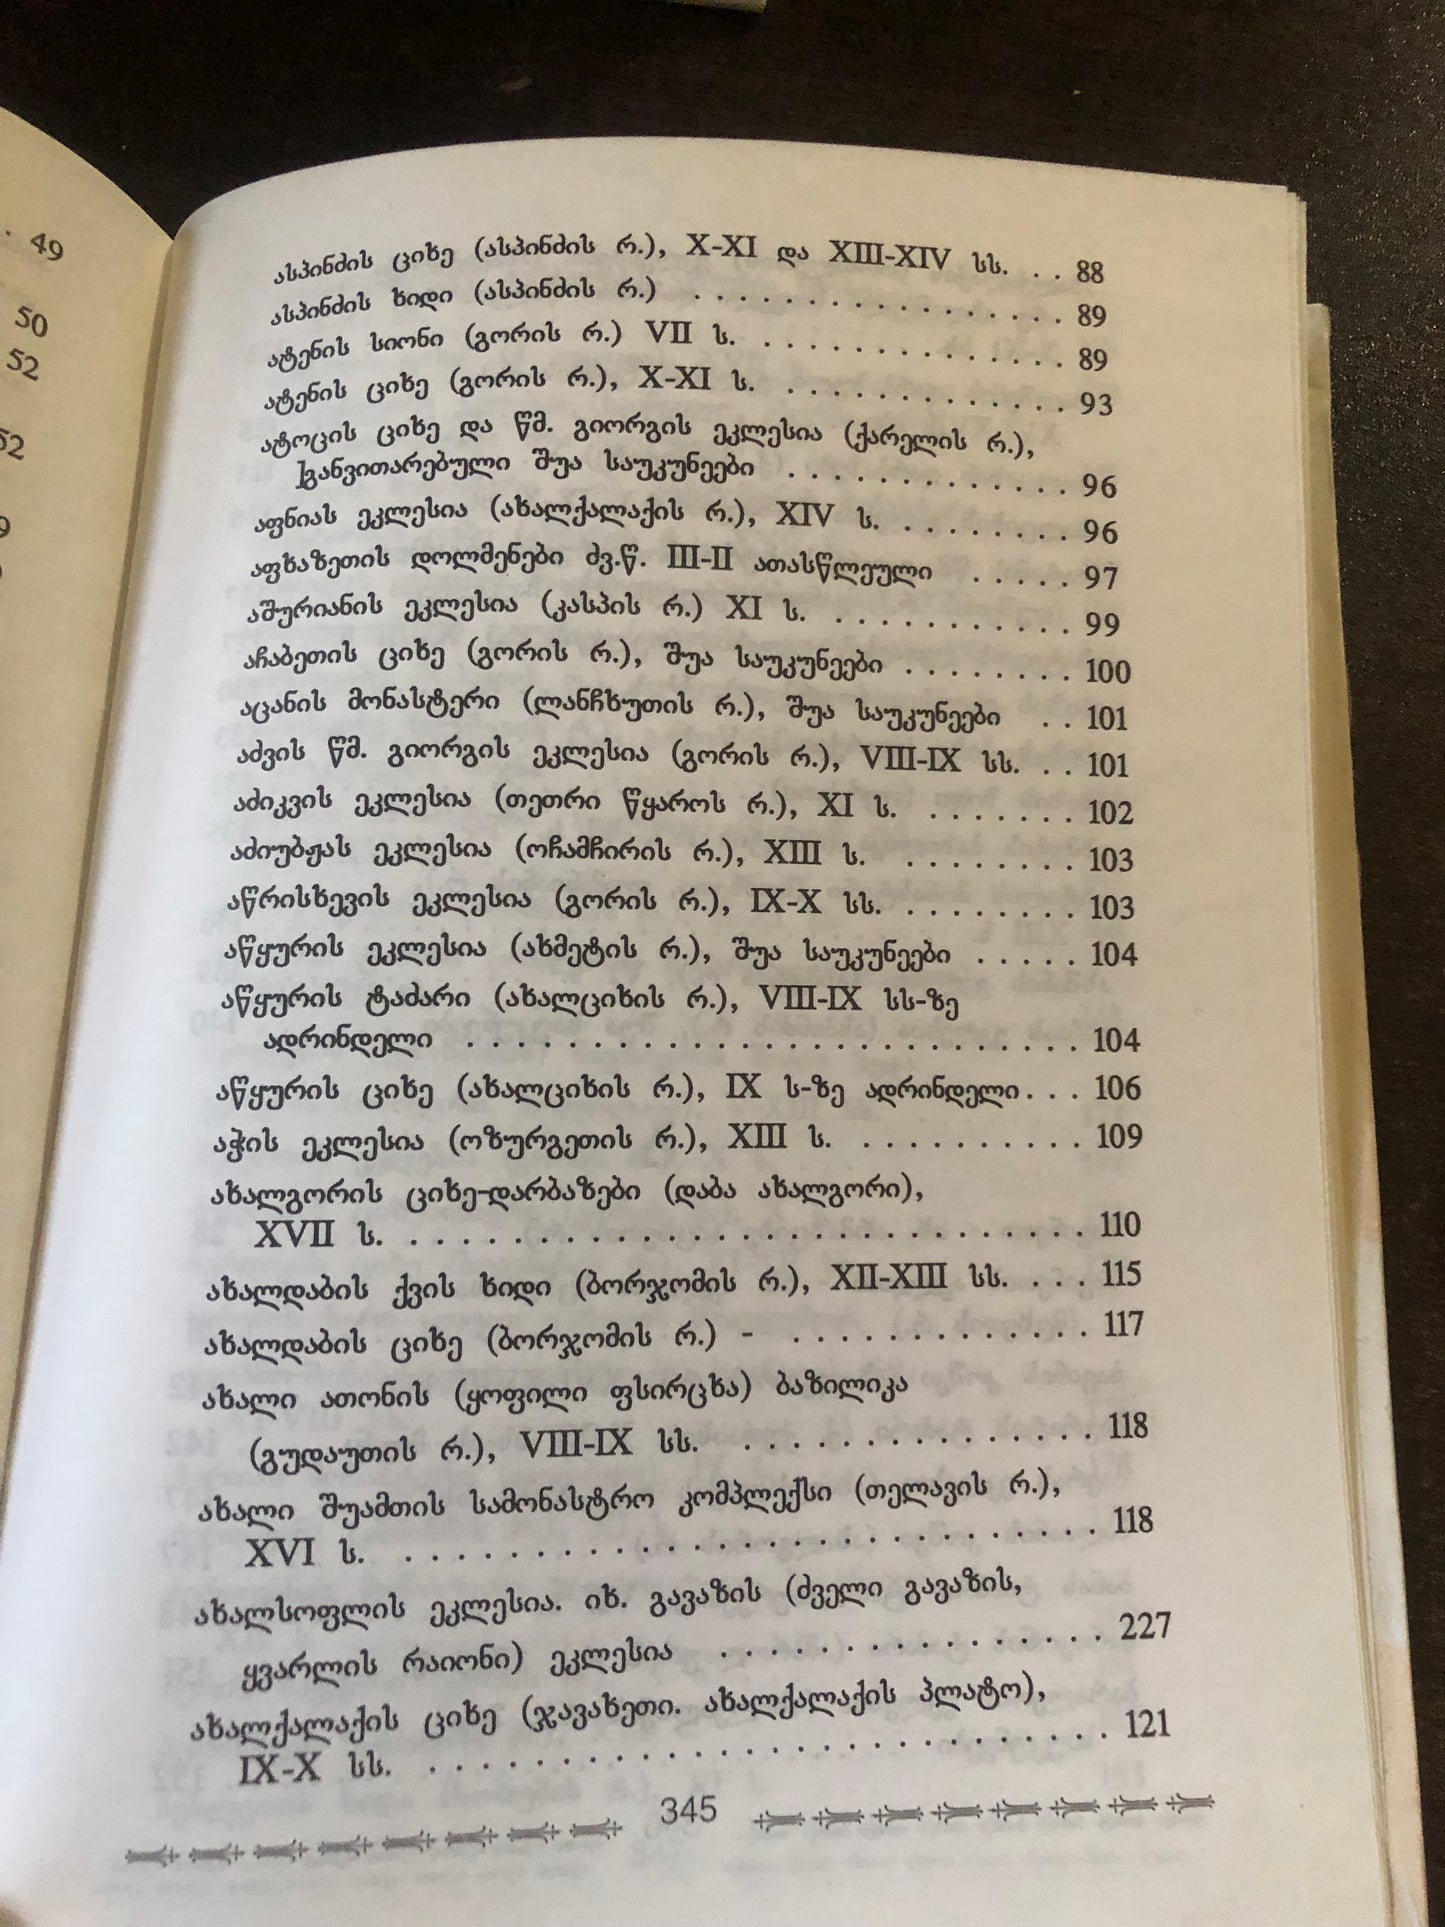 49
50
52
52
9
ასპინძის ციხე (ასპინძის რ.), X-XI და XIII-XIV სს. . . 88
ასპინძის ხიდი (ასპინძის რ.) . . . . . . . . . . . . . . . 89
ატენის სიონი (გორის რ.) VII ს. . . . . . . . . . . . . . 89
ატენის ციხე (გორის რ.), X-XI ს. . . . . . . . . . . . . 93
ატოცის ციხე და წმ. გიორგის ეკლესია (ქარელის რ.),
განვითარებული შუა საუკუნეები . . . . . . . . . . . . . 96
აფნიას ეკლესია (ახალქალაქის რ.), XIV ს. . . . . . . . . 96
აფხაზეთის დოლმენები ძვ.წ. III-II ათასწლეული . . . . . 97
აშურიანის ეკლესია (კასპის რ.) XI ს. . . . . . . . . . . . 99
აჩაბეთის ციხე (გორის რ.), შუა საუკუნეები . . . . . . . . 100
აცანის მონასტერი (ლანჩხუთის რ.), შუა საუკუნეები . . 101
აძვის წმ. გიორგის ეკლესია (გორის რ.), VIII-IX სს. . . 101
აძიკვის ეკლესია (თეთრი წყაროს რ.), XI ს. . . . . . . . 102
აძიუბჟას ეკლესია (ოჩამჩირის რ.), XIII ს. . . . . . . . . 103
აწრისხევის ეკლესია (გორის რ.), IX-X სს. . . . . . . . . 103
აწყურის ეკლესია (ახმეტის რ.), შუა საუკუნეები . . . . . 104
აწყურის ტაძარი (ახალციხის რ.), VIII-IX სს-ზე
ადრინდელი . . . . . . . . . . . . . . . . . . . . . . . . . 104
აწყურის ციხე (ახალციხის რ.), IX ს-ზე ადრინდელი. . . 106
აჭის ეკლესია (ოზურგეთის რ.), XIII ს. . . . . . . . . . . 109
ახალგორის ციხე-დარბაზები (დაბა ახალგორი),
XVII ს. . . . . . . . . . . . . . . . . . . . . . . . . . . . 110
ახალდაბის ქვის ხიდი (ბორჯომის რ.), XII-XIII სს. . . . 115
ახალდაბის ციხე (ბორჯომის რ.) - . . . . . . . . . . . . . 117
ახალი ათონის (ყოფილი ფსირცხა) ბაზილიკა
(გუდაუთის რ.), VIII-IX სს. . . . . . . . . . . . . . . . 118
ახალი შუამთის სამონასტრო კომპლექსი (თელავის რ.),
XVI ს. . . . . . . . . . . . . . . . . . . . . . . . . . . . 118
ახალსოფლის ეკლესია. იხ. გავაზის (ძველი გავაზის,
ყვარლის რაიონი) ეკლესია . . . . . . . . . . . . . . . . 227
ახალქალაქის ციხე (ჯავახეთი. ახალქალაქის პლატო),
IX-X სს. . . . . . . . . . . . . . . . . . . . . . . . . . . 121
345